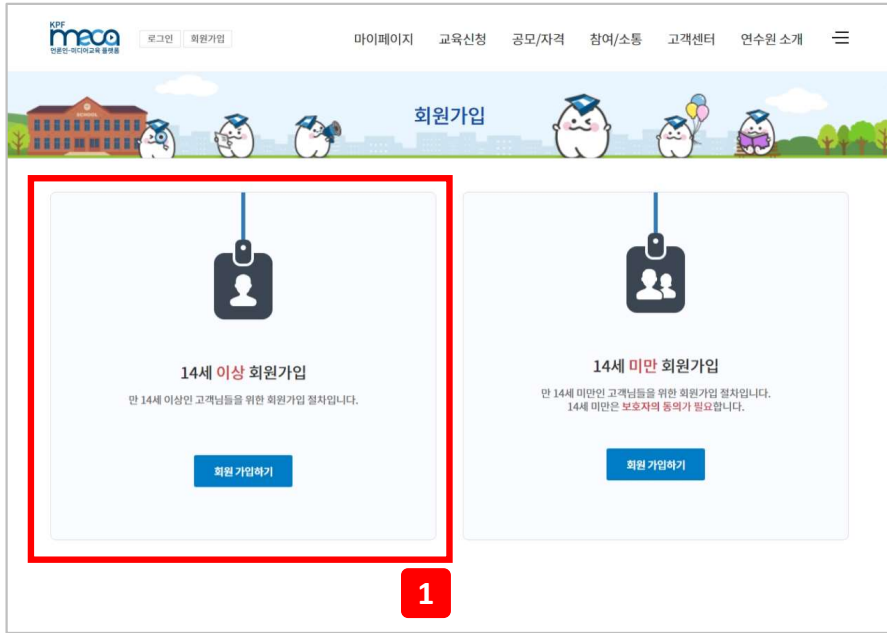 KPF
meca
언론인·미디어교육 플랫폼
로그인 회원가입
마이페이지 교육신청 공모/자격 참여/소통 고객센터 연수원 소개
SCHOOL
회원가입
14세 이상 회원가입
만 14세 이상인 고객님들을 위한 회원가입 절차입니다.
회원 가입하기
14세 미만 회원가입
만 14세 미만인 고객님들을 위한 회원가입 절차입니다.
14세 미만은 보호자의 동의가 필요합니다.
회원 가입하기
1